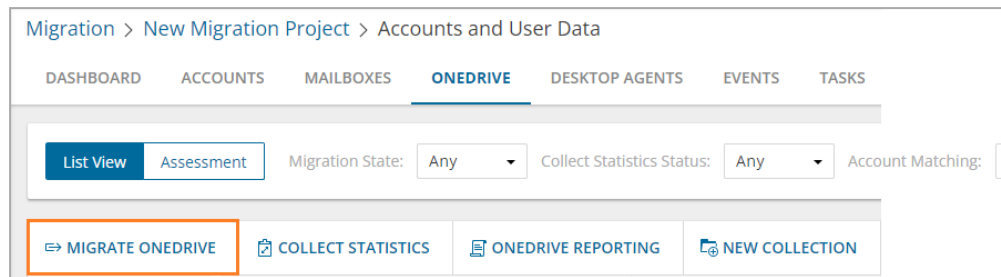 Migration > New Migration Project > Accounts and User Data
DASHBOARD ACCOUNTS MAILBOXES ONEDRIVE DESKTOP AGENTS EVENTS TASKS
List View Assessment Migration State: Any Collect Statistics Status: Any Account Matching:
MIGRATE ONEDRIVE COLLECT STATISTICS ONEDRIVE REPORTING NEW COLLECTION